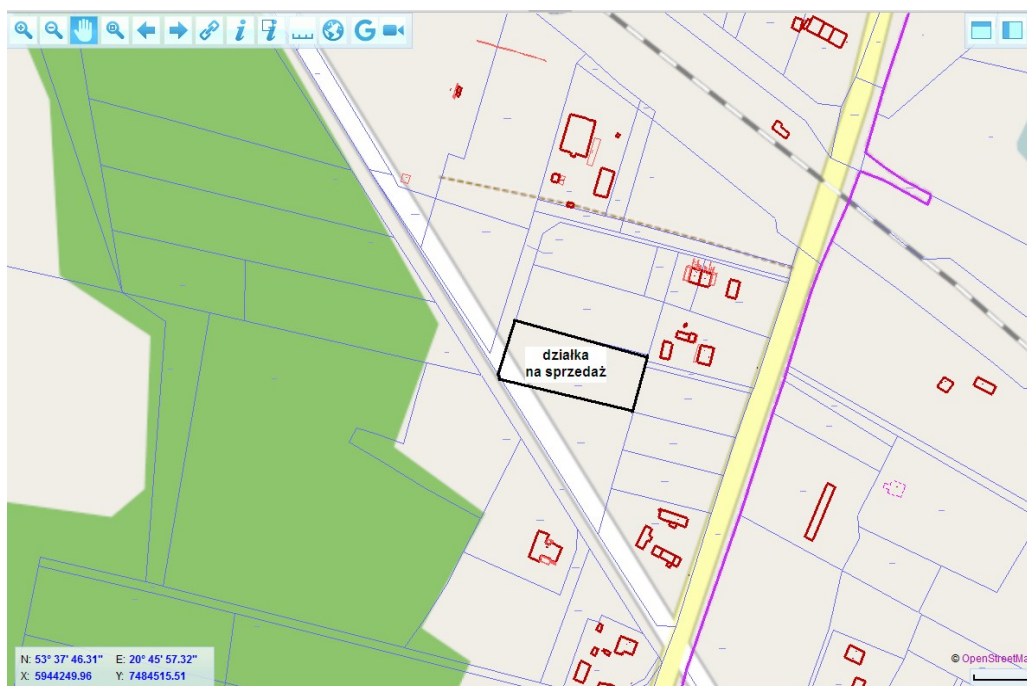 działka
na sprzedaż
N: 53° 37' 46.31" E: 20° 45' 57.32"
X: 5944249.96 Y: 7484515.51
© OpenStreetMa